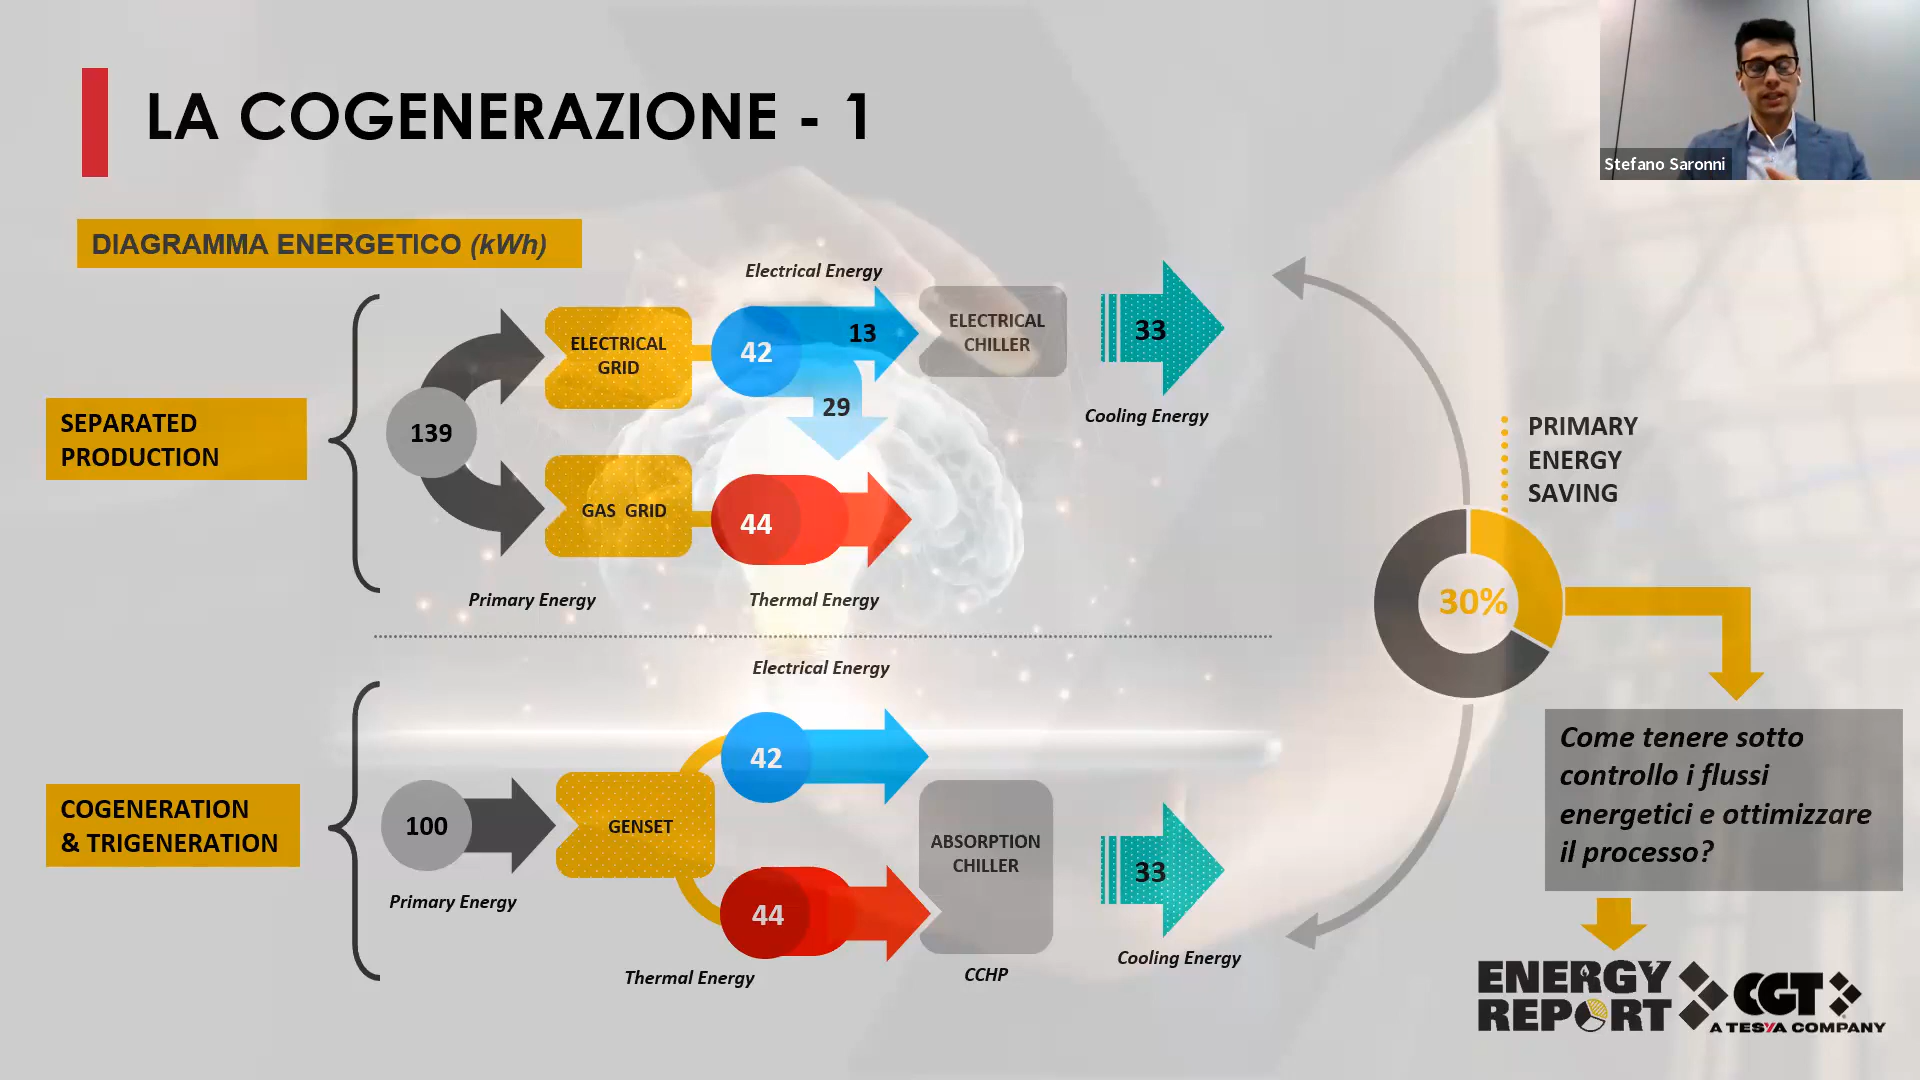 LA COGENERAZIONE - 1
Stefano Saronni
DIAGRAMMA ENERGETICO (kWh)
Electrical Energy
ELECTRICAL
GRID
42
13
ELECTRICAL
CHILLER
33
29
Cooling Energy
SEPARATED
PRODUCTION
139
GAS GRID
44
Primary Energy
Thermal Energy
PRIMARY
ENERGY
SAVING
30%
Electrical Energy
42
COGENERATION
& TRIGENERATION
100
GENSET
ABSORPTION
CHILLER
33
Primary Energy
44
Thermal Energy
CCHP
Cooling Energy
Come tenere sotto
controllo i flussi
energetici e ottimizzare
il processo?
ENERGY
REPORT
CGT
A TESYA COMPANY